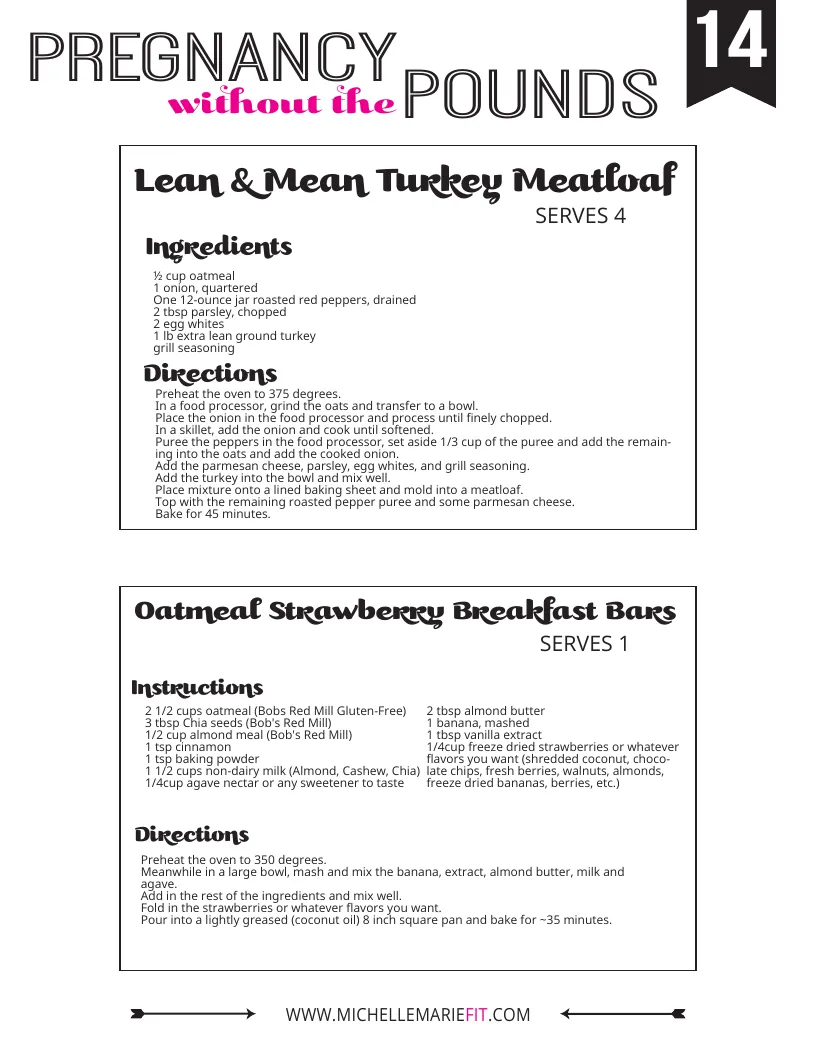 PREGNANCY
without the POUNDS
14
Lean & Mean Turkey Meatloaf
SERVES 4
Ingredients
½ cup oatmeal
1 onion, quartered
One 12-ounce jar roasted red peppers, drained
2 tbsp parsley, chopped
2 egg whites
1 lb extra lean ground turkey
grill seasoning
Directions
Preheat the oven to 375 degrees.
In a food processor, grind the oats and transfer to a bowl.
Place the onion in the food processor and process until finely chopped.
In a skillet, add the onion and cook until softened.
Puree the peppers in the food processor, set aside 1/3 cup of the puree and add the remain-
ing into the oats and add the cooked onion.
Add the parmesan cheese, parsley, egg whites, and grill seasoning.
Add the turkey into the bowl and mix well.
Place mixture onto a lined baking sheet and mold into a meatloaf.
Top with the remaining roasted pepper puree and some parmesan cheese.
Bake for 45 minutes.
Oatmeal Strawberry Breakfast Bars
SERVES 1
Instructions
2 1/2 cups oatmeal (Bobs Red Mill Gluten-Free)
3 tbsp Chia seeds (Bob's Red Mill)
1/2 cup almond meal (Bob's Red Mill)
1 tsp cinnamon
1 tsp baking powder
1 1/2 cups non-dairy milk (Almond, Cashew, Chia)
1/4cup agave nectar or any sweetener to taste
2 tbsp almond butter
1 banana, mashed
1 tbsp vanilla extract
1/4cup freeze dried strawberries or whatever
flavors you want (shredded coconut, choco-
late chips, fresh berries, walnuts, almonds,
freeze dried bananas, berries, etc.)
Directions
Preheat the oven to 350 degrees.
Meanwhile in a large bowl, mash and mix the banana, extract, almond butter, milk and
agave.
Add in the rest of the ingredients and mix well.
Fold in the strawberries or whatever flavors you want.
Pour into a lightly greased (coconut oil) 8 inch square pan and bake for ~35 minutes.
WWW.MICHELLEMARIEFIT.COM